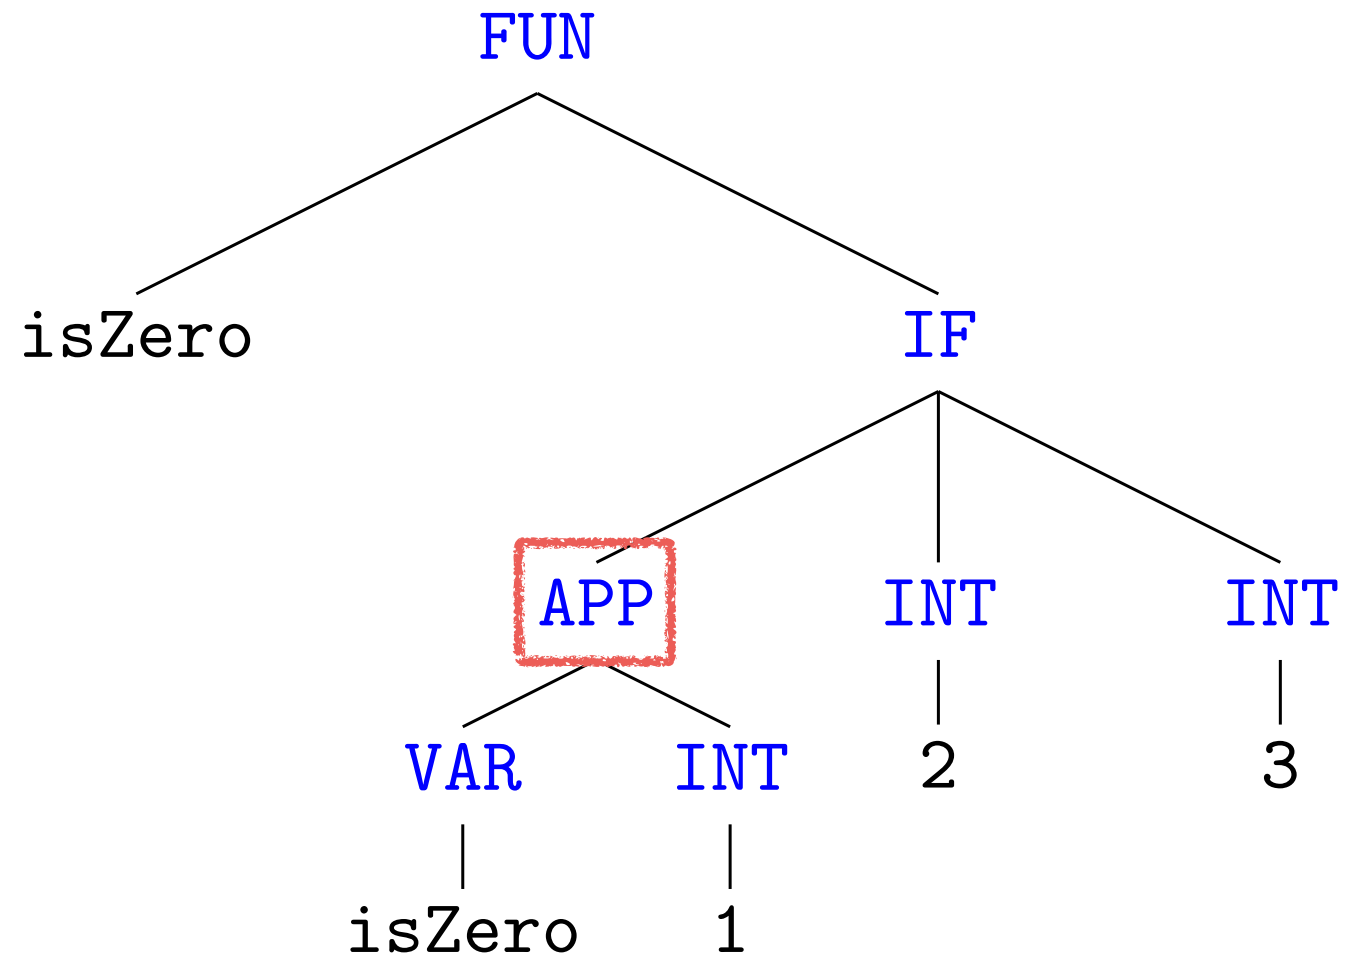 FUN
isZero IF
APP INT INT
VAR INT 2 3
isZero 1